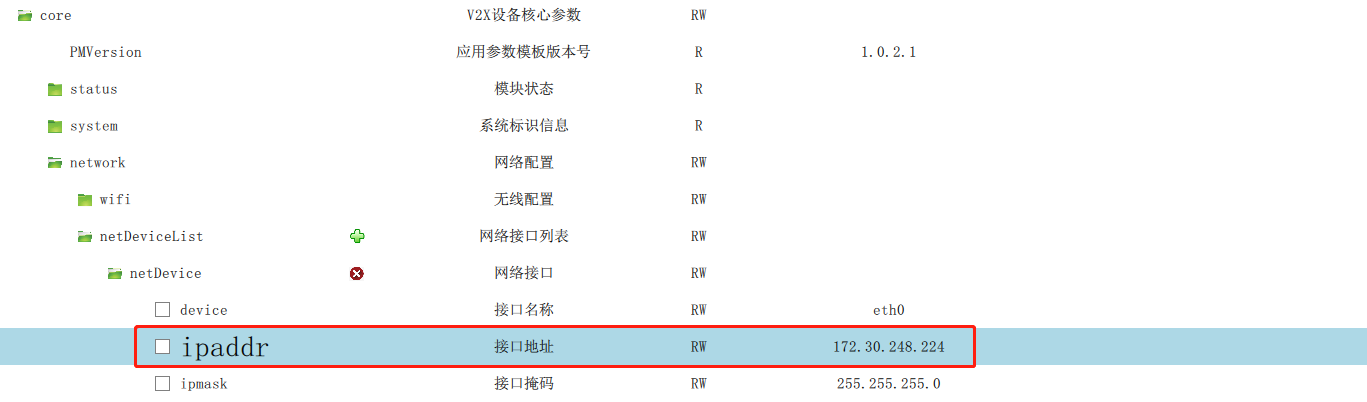 core V2X设备核心参数 RW
PMVersion 应用参数模板版本号 R 1.0.2.1
status 模块状态 R
system 系统标识信息 R
network 网络配置 RW
wifi 无线配置 RW
netDeviceList 网络接口列表 RW
netDevice 网络接口 RW
device 接口名称 RW eth0
ipaddr 接口地址 RW 172.30.248.224
ipmask 接口掩码 RW 255.255.255.0